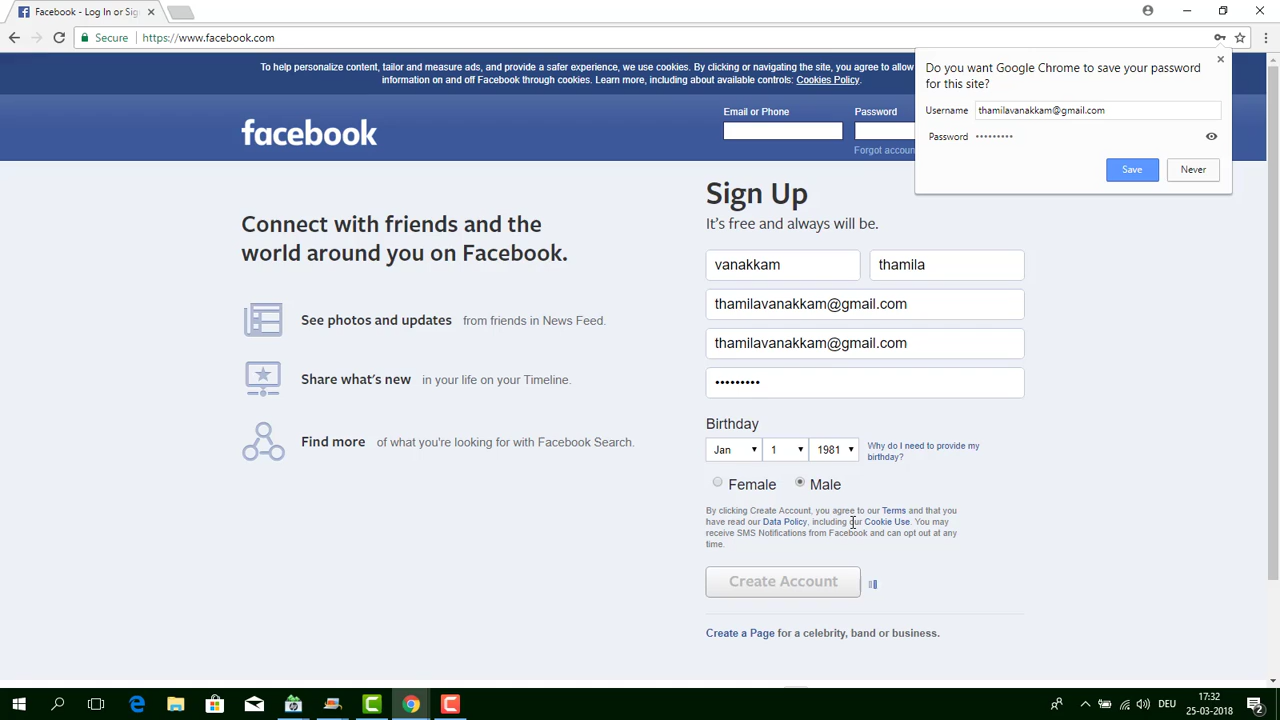 Facebook - Log In or Sig
Secure
https://www.facebook.com
To help personalize content, tailor and measure ads, and provide a safer experience, we use cookies. By clicking or navigating the site, you agree to allow
information on and off Facebook through cookies. Learn more, including about available controls: Cookies Policy.
Do you want Google Chrome to save your password
for this site?
Username thamilavanakkam@gmail.com
Password •••••••••
Save Never
facebook
Email or Phone
Password
Forgot accoun
Connect with friends and the
world around you on Facebook.
See photos and updates from friends in News Feed.
Share what's new in your life on your Timeline.
Find more of what you're looking for with Facebook Search.
Sign Up
It's free and always will be.
vanakkam thamila
thamilavanakkam@gmail.com
thamilavanakkam@gmail.com
•••••••••
Birthday
Jan 1 1981
Why do I need to provide my
birthday?
Female Male
By clicking Create Account, you agree to our Terms and that you
have read our Data Policy, including our Cookie Use. You may
receive SMS Notifications from Facebook and can opt out at any
time.
Create Account
Create a Page for a celebrity, band or business.
DEU
17:32
25-03-2018
2